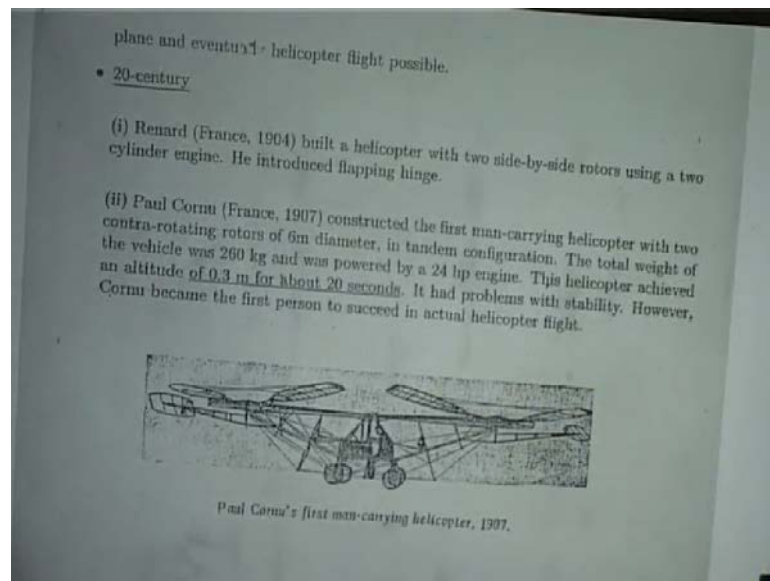 plane and helicopter flight possible.
• 20-century
(i) Renard (France, 1904) built a helicopter with two side-by-side rotors using a two
cylinder engine. He introduced flapping hinge.
(ii) Paul Cornu (France, 1907) constructed the first man-carrying helicopter with two
contra-rotating rotors of 6m diameter, in tandem configuration. The total weight of
the vehicle was 260 kg and was powered by a 24 hp engine. This helicopter achieved
an altitude of 0.3 m for about 20 seconds. It had problems with stability. However,
Cornu became the first person to succeed in actual helicopter flight.
Paul Cornu's first man-carrying helicopter, 1907.